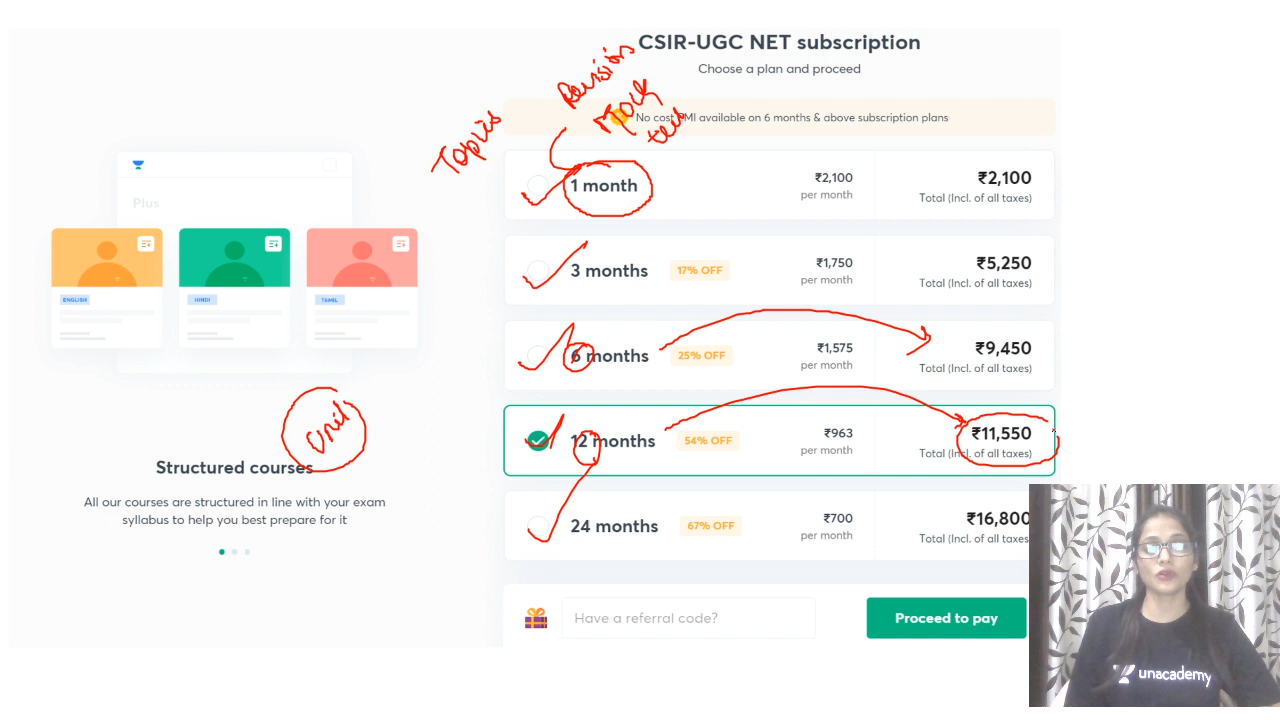 CSIR-UGC NET subscription
Choose a plan and proceed
Revision
Mock
test
Topics
No cost EMI available on 6 months & above subscription plans
1 month
₹2,100
per month
₹2,100
Total (Incl. of all taxes)
Plus
3 months
17% OFF
₹1,750
per month
₹5,250
Total (Incl. of all taxes)
ENGLISH
HINDI
TAMIL
6 months
25% OFF
₹1,575
per month
₹9,450
Total (Incl. of all taxes)
12 months
54% OFF
₹963
per month
₹11,550
Total (Incl. of all taxes)
Unit
Structured courses
All our courses are structured in line with your exam
syllabus to help you best prepare for it
24 months
67% OFF
₹700
per month
₹16,800
Total (Incl. of all taxes)
Have a referral code?
Proceed to pay
unacademy